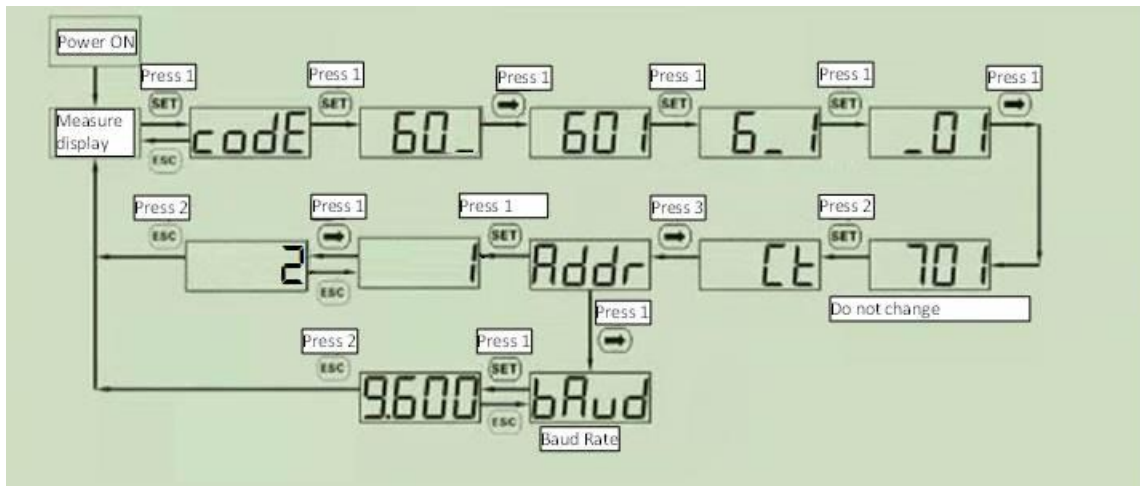 Power ON
Press 1
Press 1
Press 1
Press 1
Press 1
Press 1
SET
SET
SET
SET
Measure
display
codE
60_
601
6_1
_01
ESC
Press 2
Press 1
Press 1
Press 3
Press 2
ESC
SET
SET
2
1
Addr
Ct
701
ESC
Do not change
Press 1
Press 2
Press 1
ESC
SET
9.600
bAud
ESC
Baud Rate